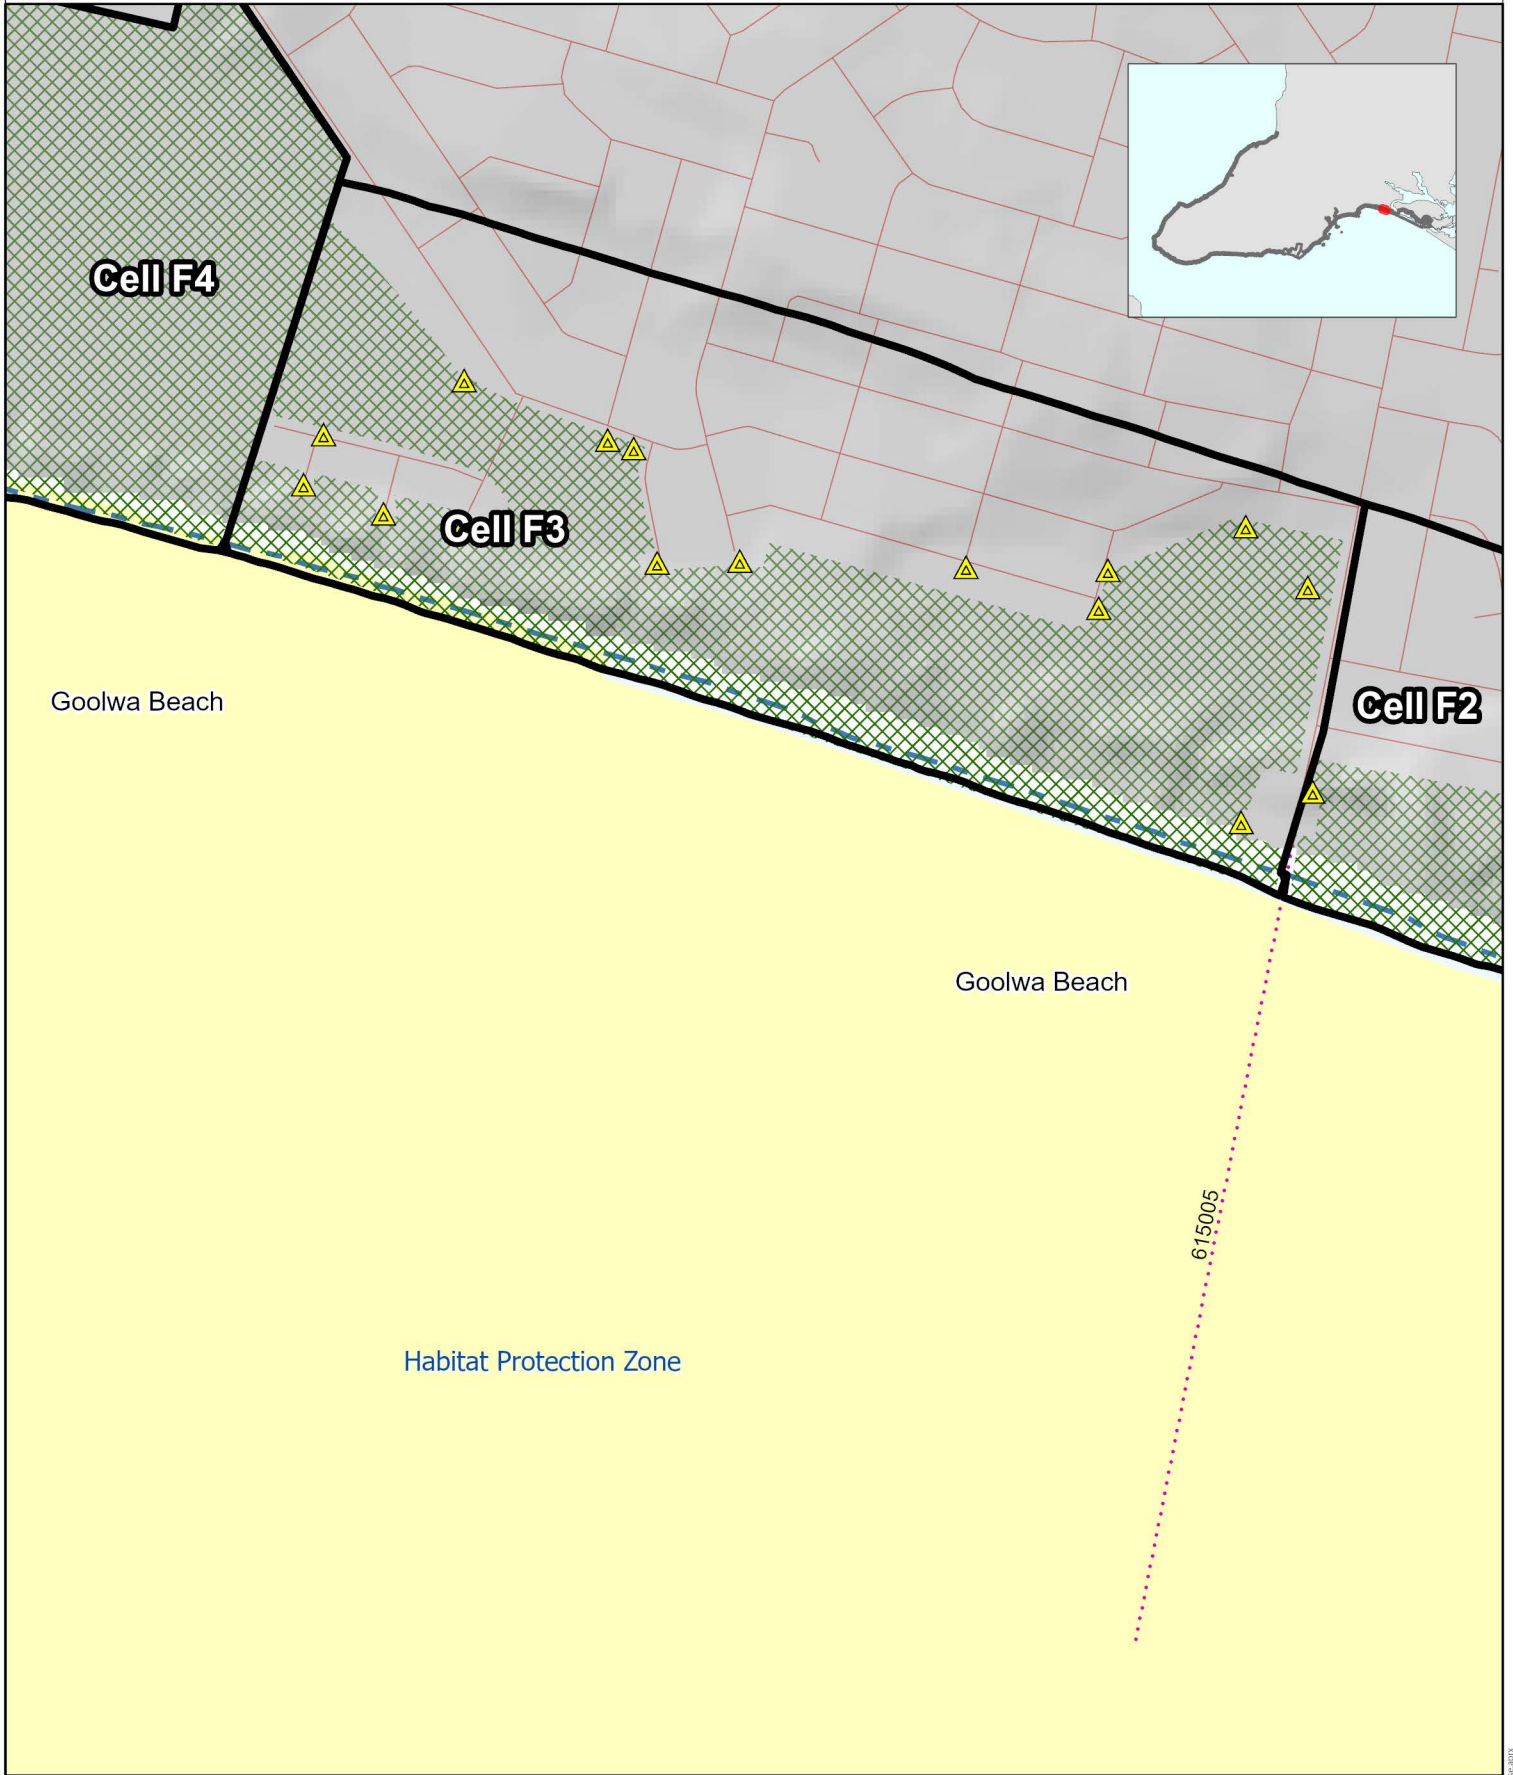 Cell F4
Cell F3
Cell F2
Goolwa Beach
Goolwa Beach
615005
Habitat Protection Zone